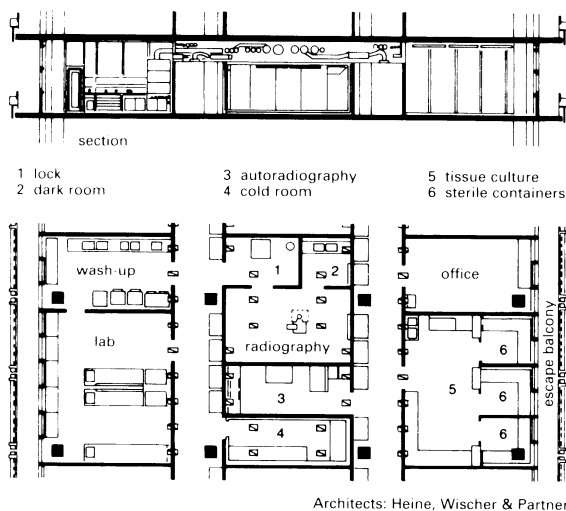 section
1 lock
2 dark room
3 autoradiography
4 cold room
5 tissue culture
6 sterile containers
wash-up
1
2
office
lab
radiography
escape balcony
6
3
5
6
4
6
Architects: Heine, Wischer & Partner